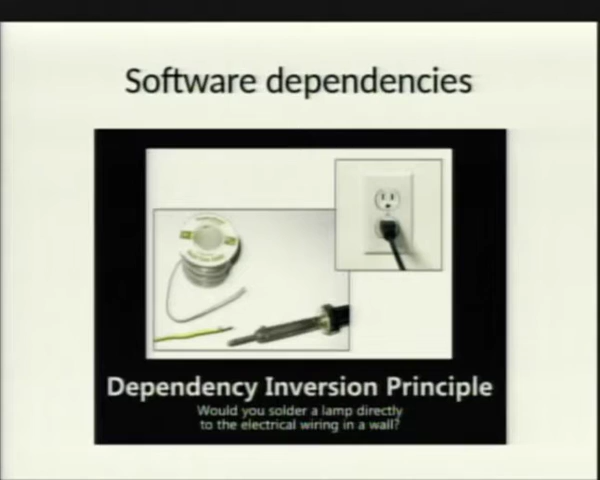 Software dependencies
Dependency Inversion Principle
Would you solder a lamp directly
to the electrical wiring in a wall?